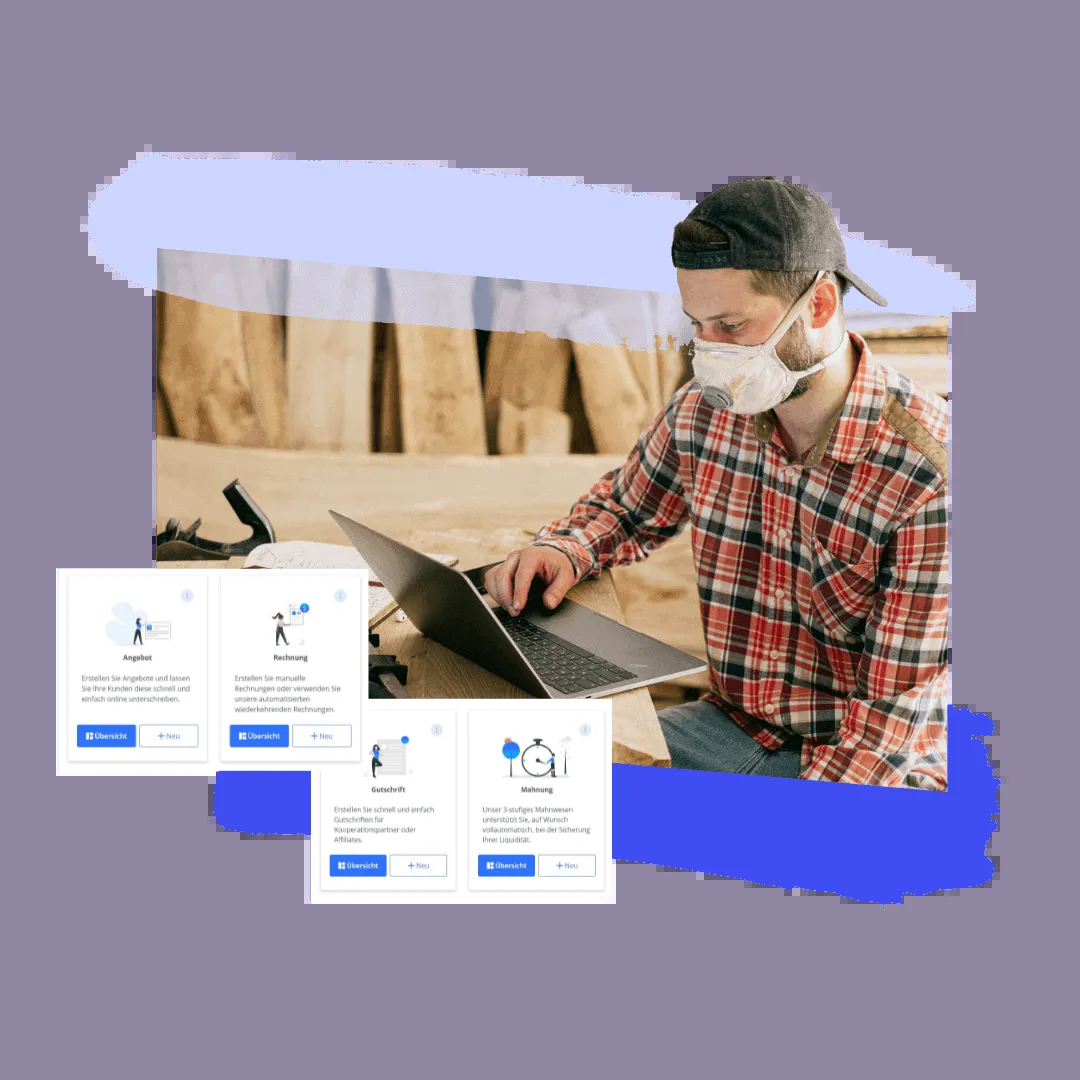 Angebot
Erstellen Sie Angebote und lassen
Sie Ihre Kunden diese schnell und
einfach online unterschreiben.
Übersicht
+ Neu
Rechnung
Erstellen Sie manuelle
Rechnungen oder verwenden Sie
unsere automatisierten
wiederkehrenden Rechnungen.
Übersicht
+ Neu
Gutschrift
Erstellen Sie schnell und einfach
Gutschriften für
Kooperationspartner oder
Affiliates.
Übersicht
+ Neu
Mahnung
Unser 3-stufiges Mahnwesen
unterstützt Sie, auf Wunsch
vollautomatisch, bei der Sicherung
Ihrer Liquidität.
Übersicht
+ Neu